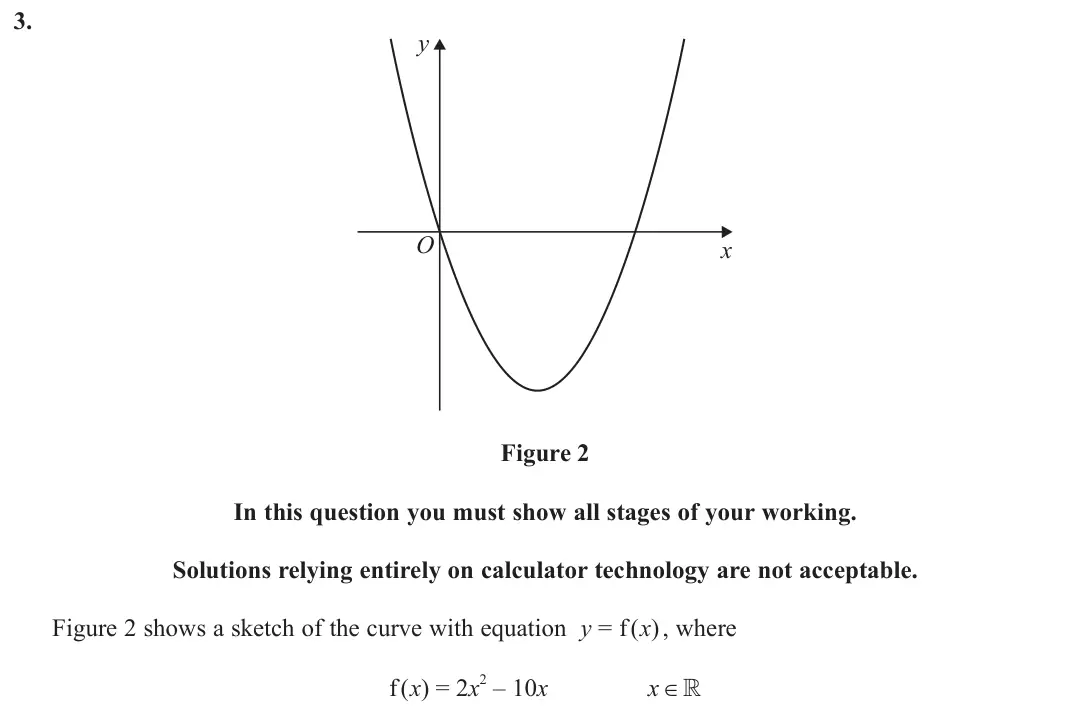 3.
y
O
x
Figure 2
In this question you must show all stages of your working.
Solutions relying entirely on calculator technology are not acceptable.
Figure 2 shows a sketch of the curve with equation y = f(x), where
f(x) = 2x² – 10x x ∈ ℝ